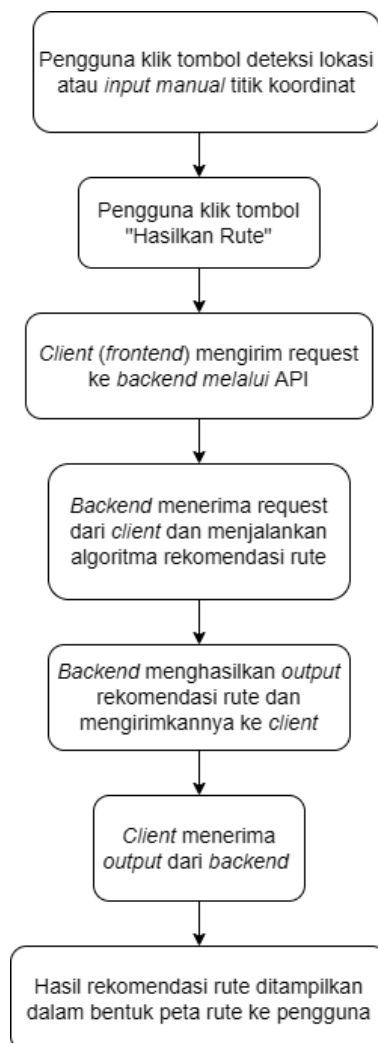 Pengguna klik tombol deteksi lokasi
atau input manual titik koordinat
Pengguna klik tombol
"Hasilkan Rute"
Client (frontend) mengirim request
ke backend melalui API
Backend menerima request
dari client dan menjalankan
algoritma rekomendasi rute
Backend menghasilkan output
rekomendasi rute dan
mengirimkannya ke client
Client menerima
output dari backend
Hasil rekomendasi rute ditampilkan
dalam bentuk peta rute ke pengguna